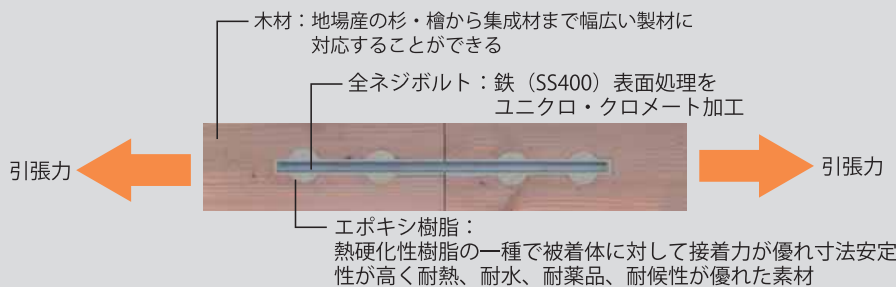 木材：地場産の杉・檜から集成材まで幅広い製材に
対応することができる
全ネジボルト：鉄（SS400）表面処理を
ユニクロ・クロメート加工
引張力
引張力
エポキシ樹脂：
熱硬化性樹脂の一種で被着体に対して接着力が優れ寸法安定
性が高く耐熱、耐水、耐薬品、耐候性が優れた素材